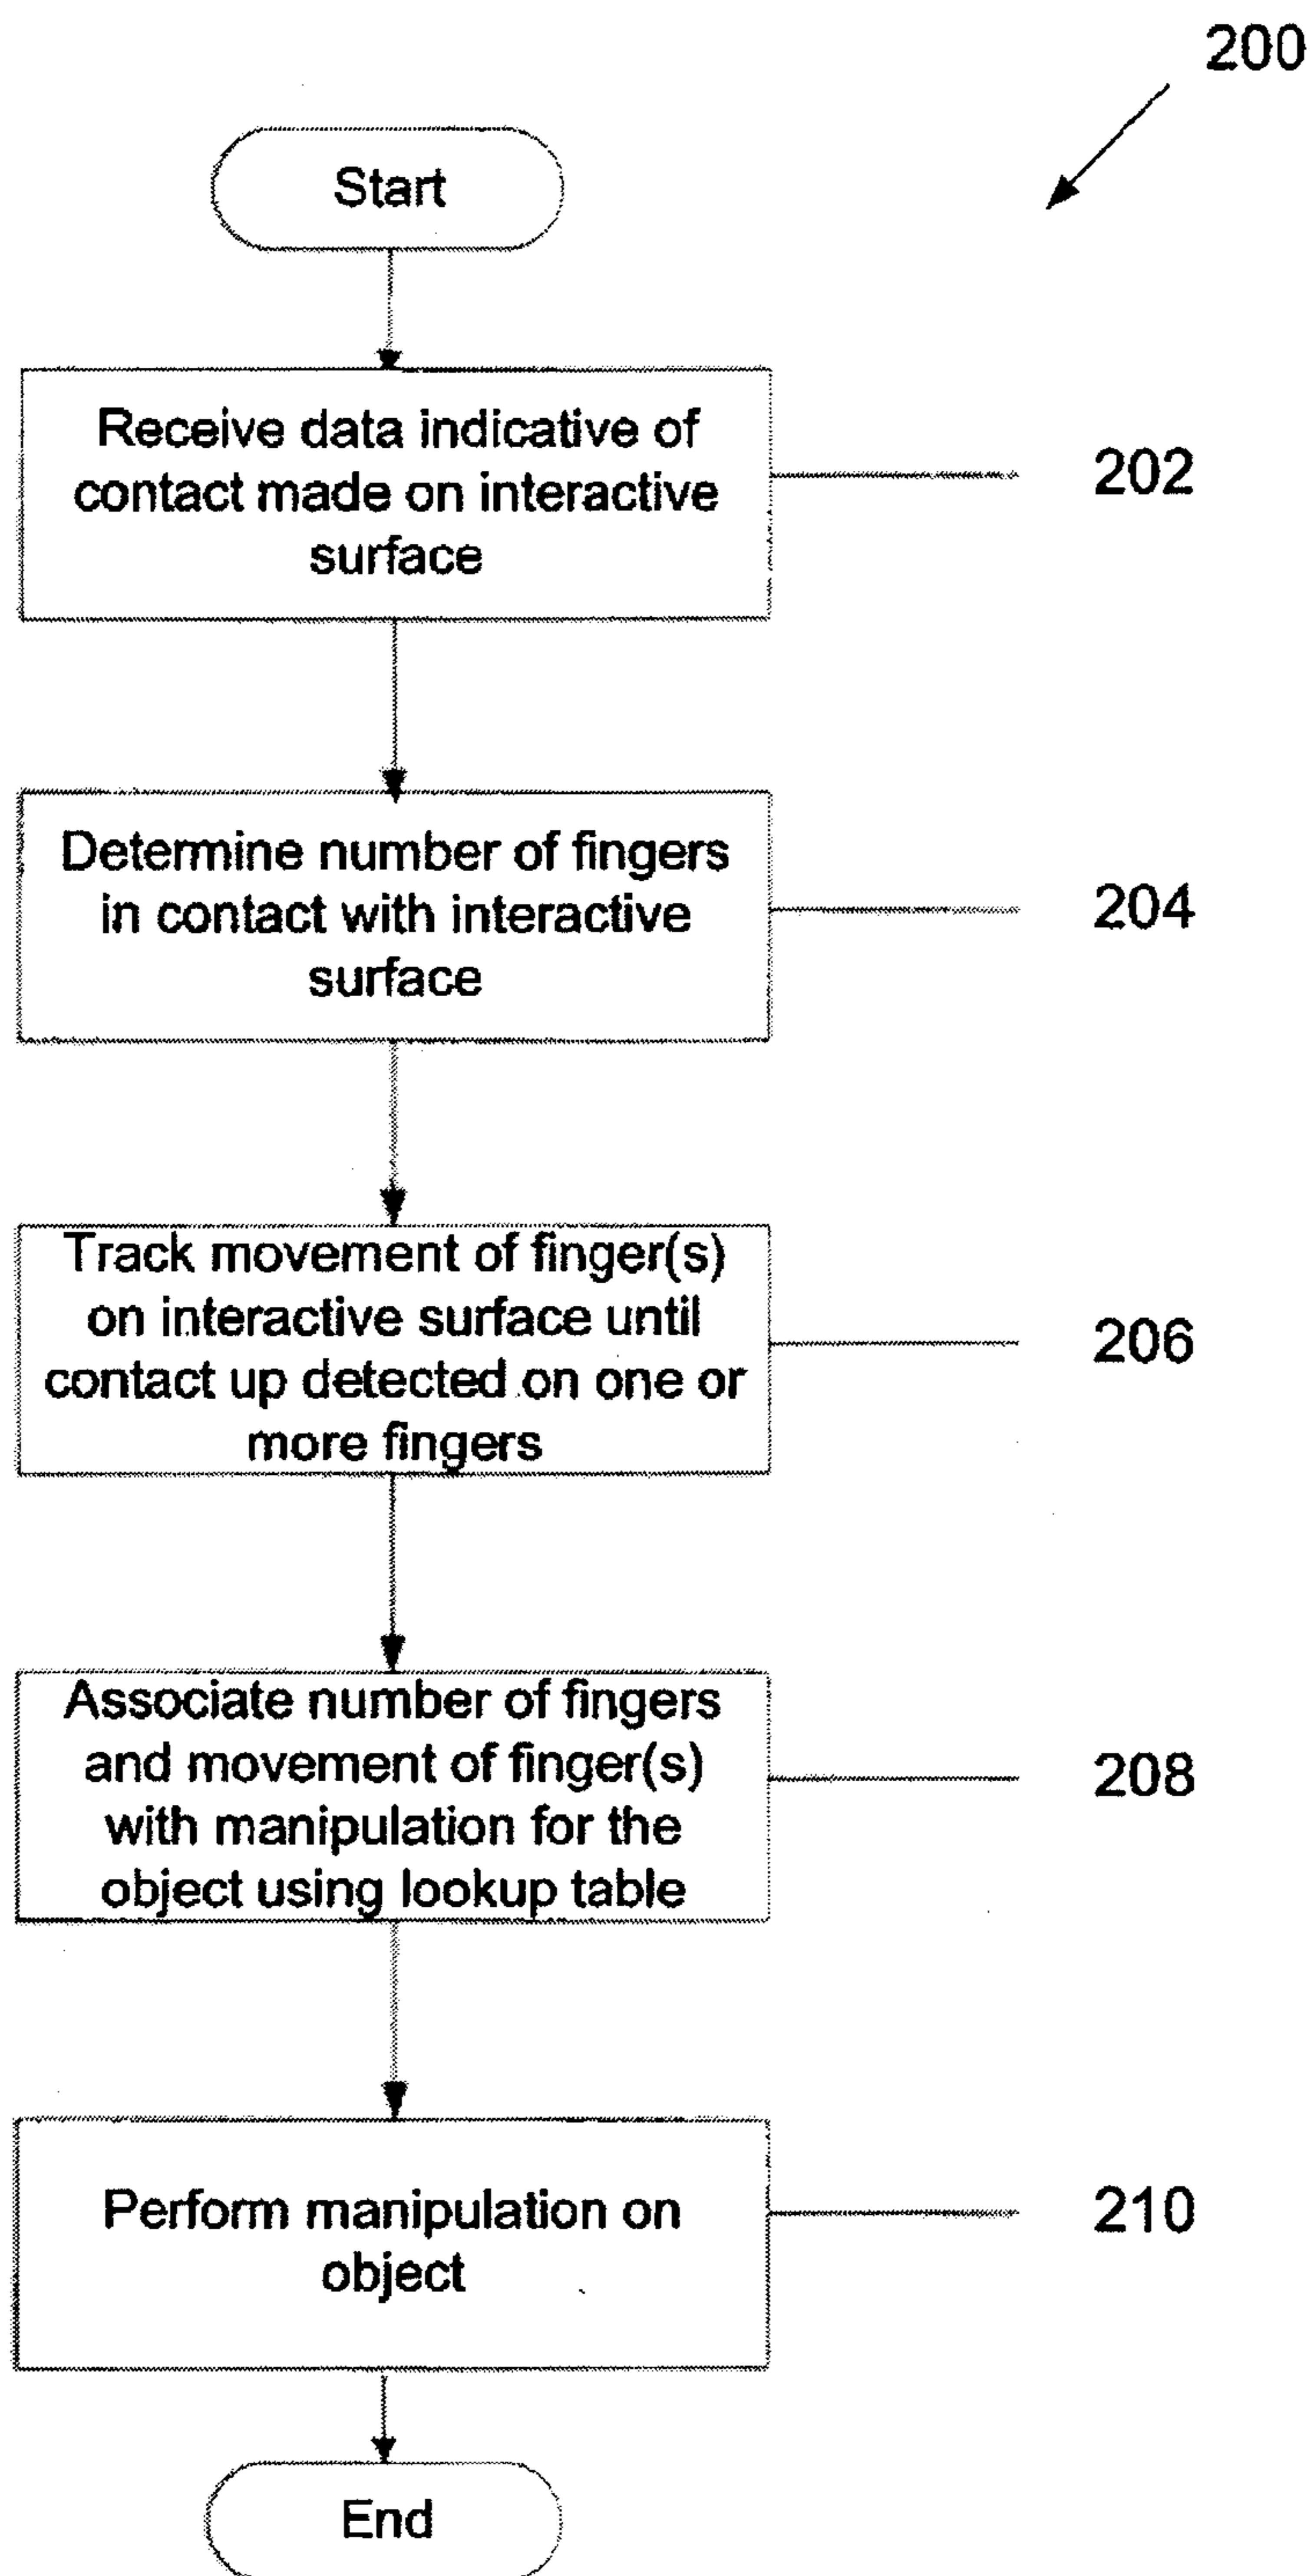 200
Start
Receive data indicative of
contact made on interactive
surface
202
Determine number of fingers
in contact with interactive
surface
204
Track movement of finger(s)
on interactive surface until
contact up detected on one or
more fingers
206
Associate number of fingers
and movement of finger(s)
with manipulation for the
object using lookup table
208
Perform manipulation on
object
210
End